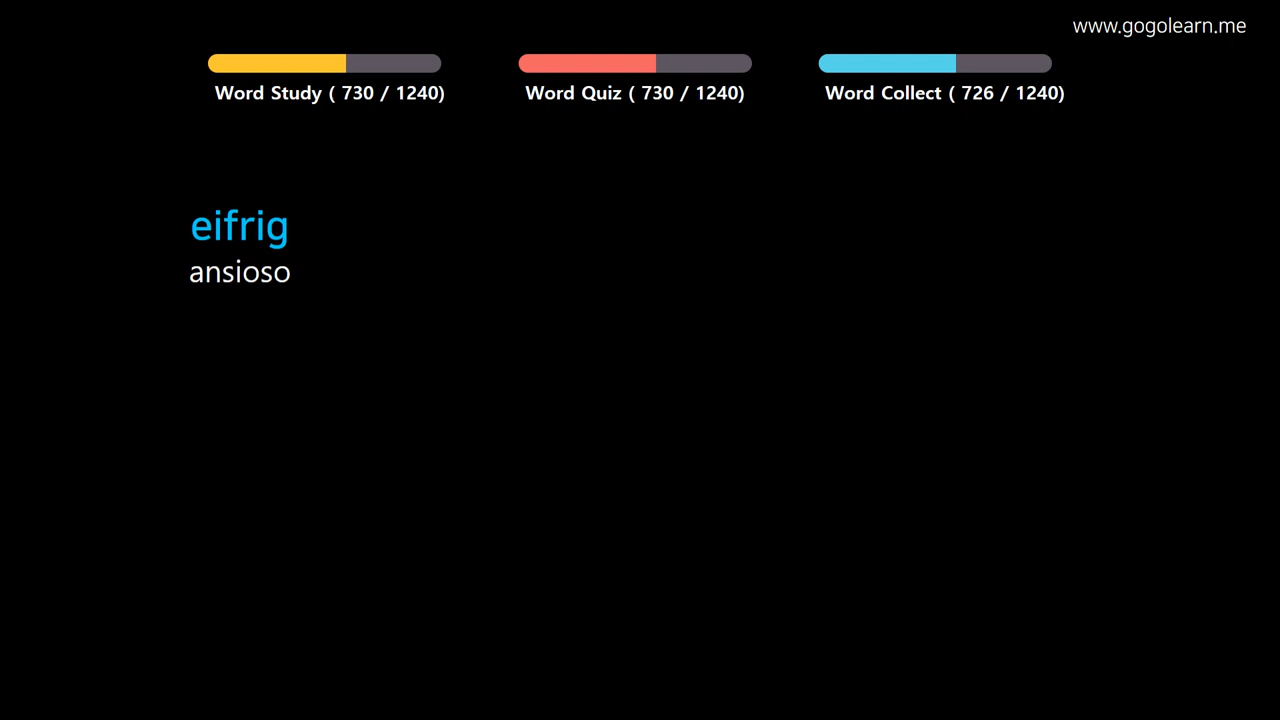 www.gogolearn.me
Word Study ( 730 / 1240)
Word Quiz ( 730 / 1240)
Word Collect ( 726 / 1240)
eifrig
ansioso